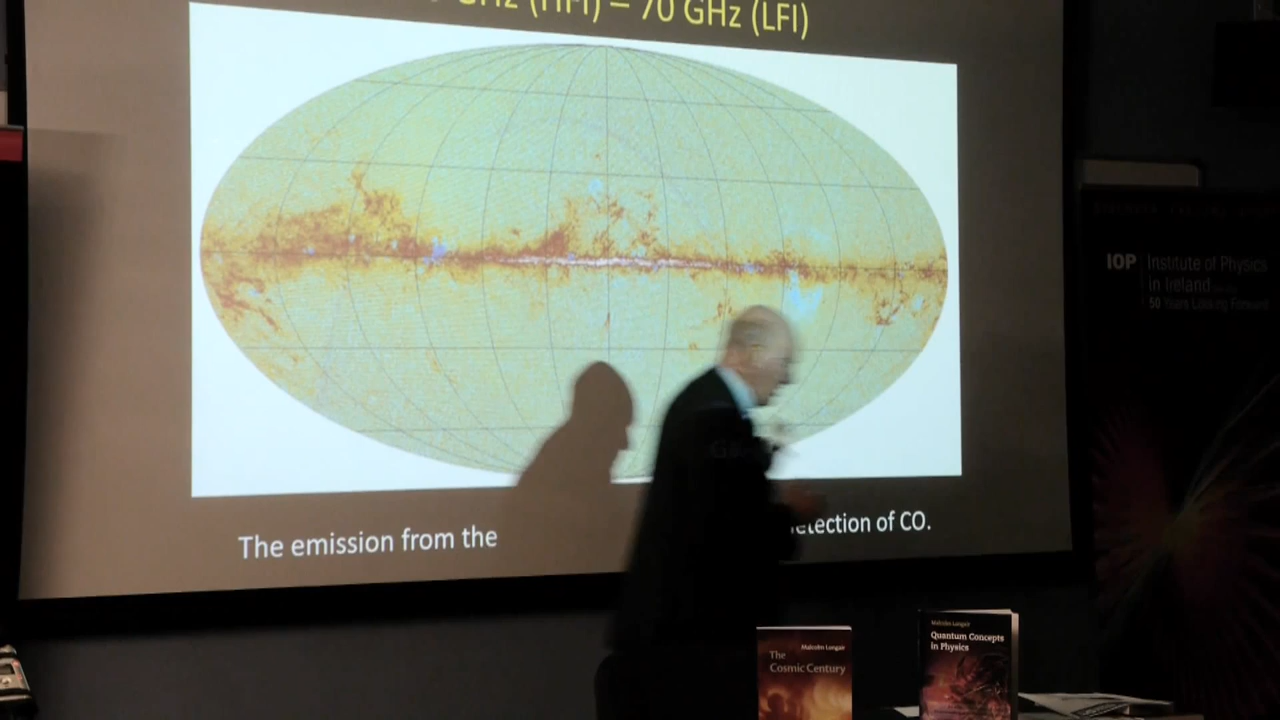 GHz (HFI) – 70 GHz (LFI)
IOP Institute of Physics
in Ireland
50 Years Looking Forward
The emission from the
detection of CO.
Malcolm Longair
The
Cosmic Century
Malcolm Longair
Quantum Concepts
in Physics